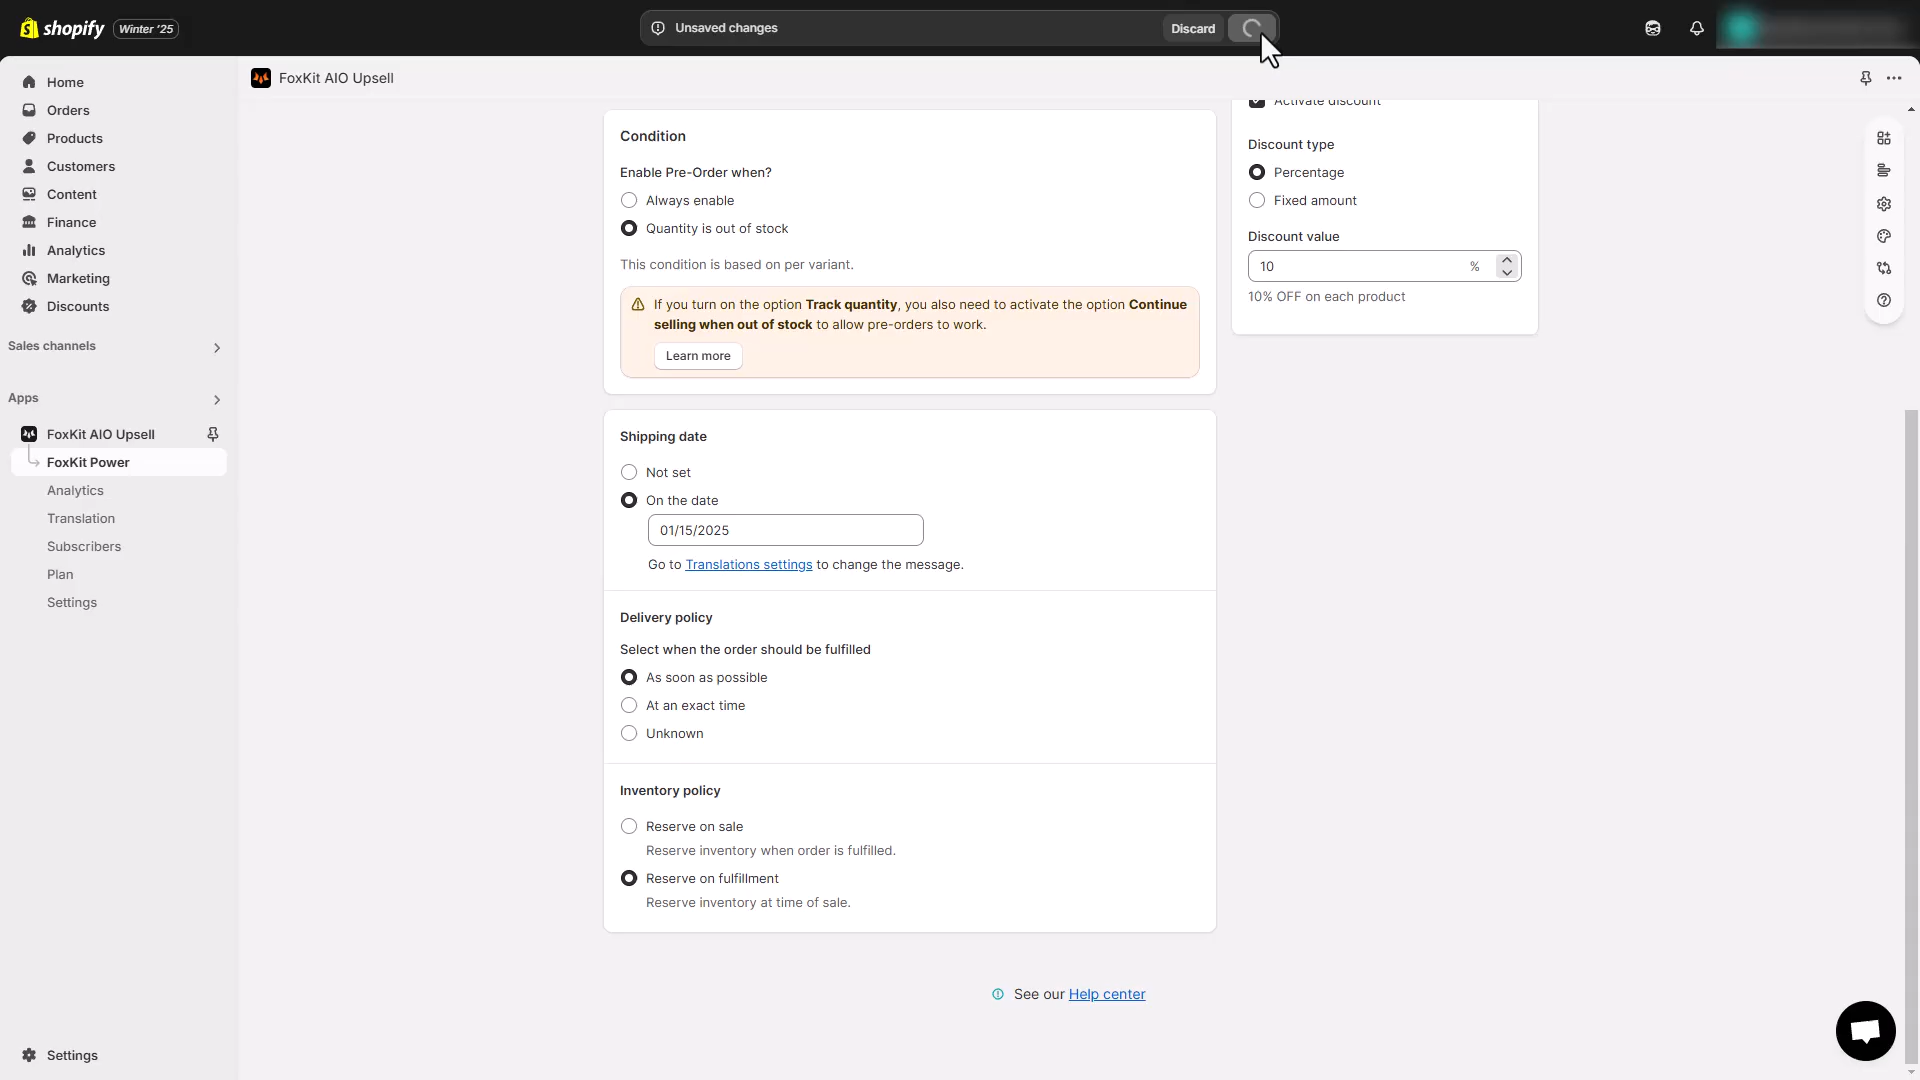 shopify
Winter '25
Unsaved changes
Discard
FoxKit AIO Upsell
Home
Orders
Products
Customers
Content
Finance
Analytics
Marketing
Discounts
Sales channels
Apps
FoxKit AIO Upsell
FoxKit Power
Analytics
Translation
Subscribers
Plan
Settings
Settings
Condition
Enable Pre-Order when?
Always enable
Quantity is out of stock
This condition is based on per variant.
If you turn on the option Track quantity, you also need to activate the option Continue
selling when out of stock to allow pre-orders to work.
Learn more
Shipping date
Not set
On the date
01/15/2025
Go to Translations settings to change the message.
Delivery policy
Select when the order should be fulfilled
As soon as possible
At an exact time
Unknown
Inventory policy
Reserve on sale
Reserve inventory when order is fulfilled.
Reserve on fulfillment
Reserve inventory at time of sale.
Activate discount
Discount type
Percentage
Fixed amount
Discount value
10 %
10% OFF on each product
See our Help center